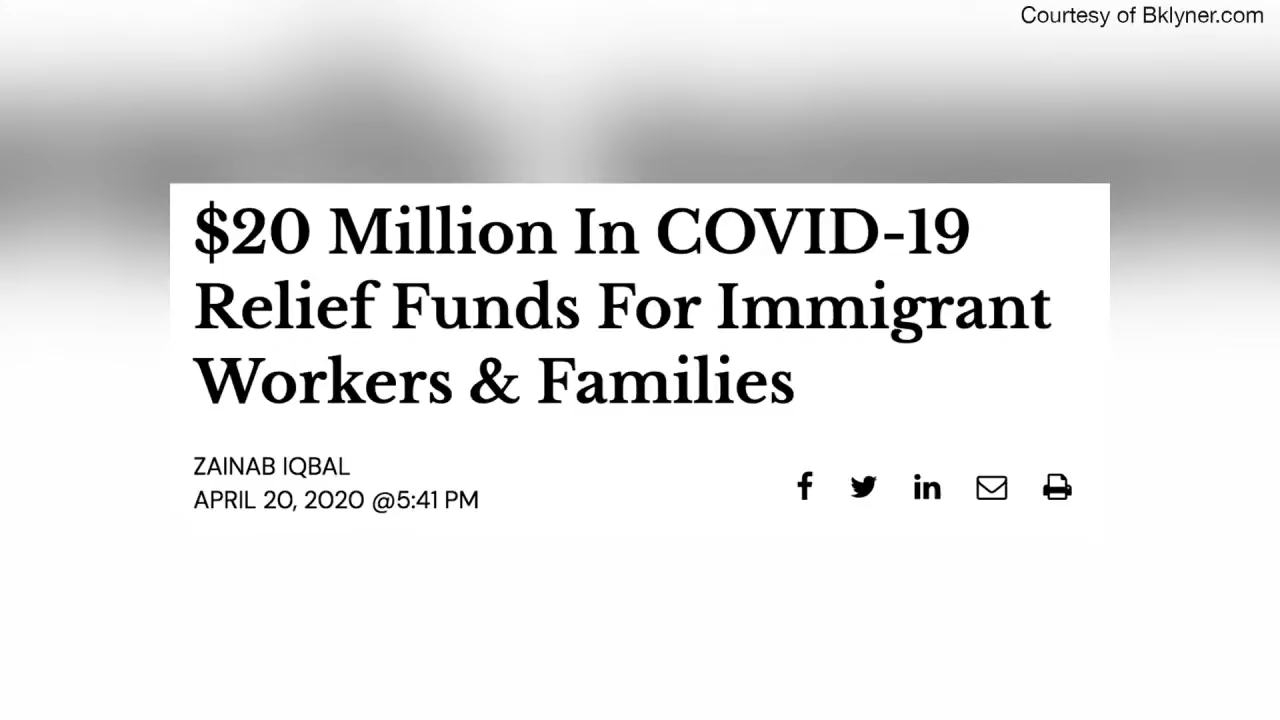 Courtesy of Bklyner.com
$20 Million In COVID-19
Relief Funds For Immigrant
Workers & Families
ZAINAB IQBAL
APRIL 20, 2020 @5:41 PM